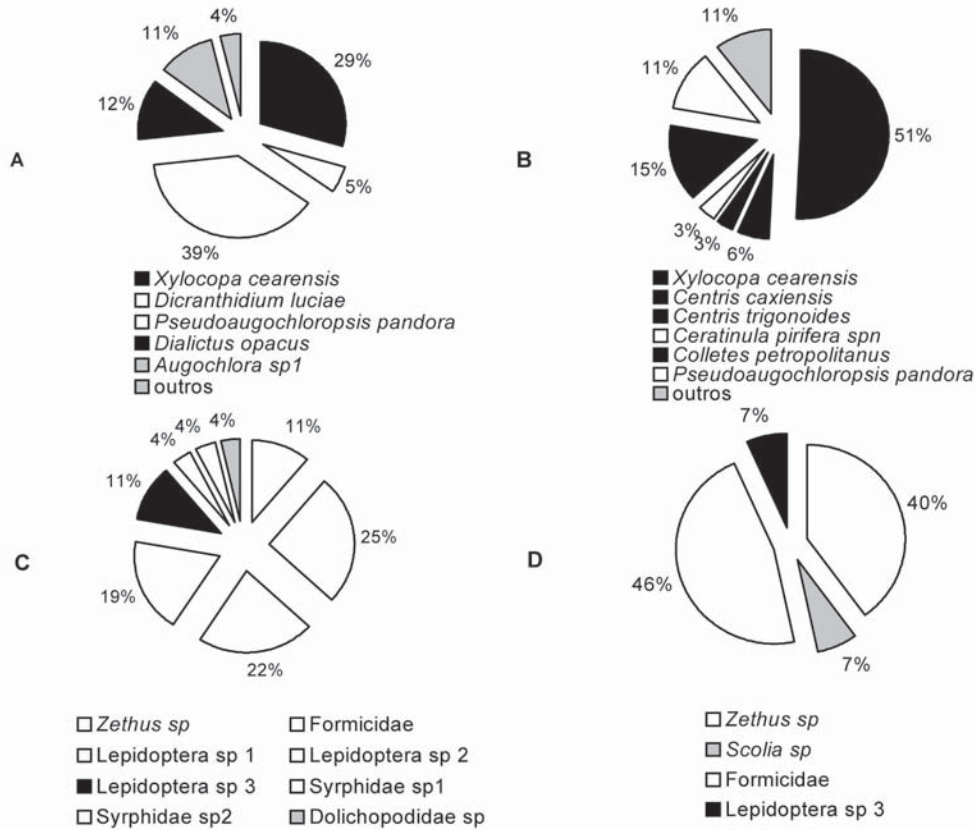 4%
11%
29%
12%
A
5%
39%
Xylocopa cearensis
Dicranthidium luciae
Pseudoaugochloropsis pandora
Dialictus opacus
Augochlora sp1
outros
11%
11%
B
51%
15%
3%
3%
6%
Xylocopa cearensis
Centris caxiensis
Centris trigonoides
Ceratinula pirifera spn
Colletes petropolitanus
Pseudoaugochloropsis pandora
outros
4%
4%
4%
11%
11%
C
25%
19%
22%
Zethus sp Formicidae
Lepidoptera sp 1 Lepidoptera sp 2
Lepidoptera sp 3 Syrphidae sp1
Syrphidae sp2 Dolichopodidae sp
7%
40%
D
46%
7%
Zethus sp
Scolia sp
Formicidae
Lepidoptera sp 3